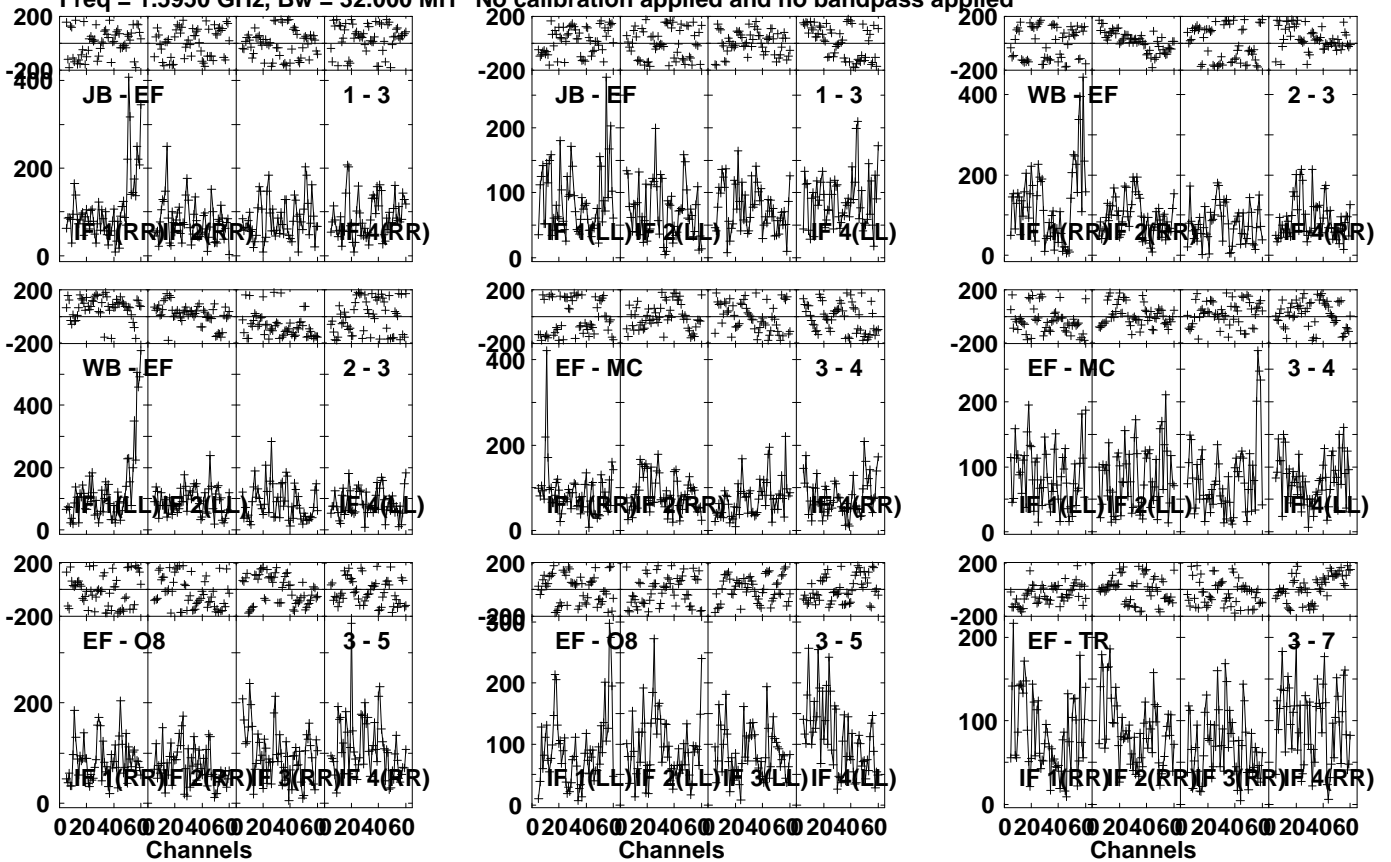 Freq = 1.5950 GHz, Bw = 32.000 MH No calibration applied and no bandpass applied
200
-200
400
200
0
JB - EF 1 - 3
IF 1(RR) IF 2(RR) IF 4(RR)
200
-200
200
100
0
JB - EF 1 - 3
IF 1(LL) IF 2(LL) IF 4(LL)
200
-200
400
200
0
WB - EF 2 - 3
IF 1(RR) IF 2(RR) IF 4(RR)
200
-200
400
200
0
WB - EF 2 - 3
IF 1(LL) IF 2(LL) IF 4(LL)
200
-200
400
200
0
EF - MC 3 - 4
IF 1(RR) IF 2(RR) IF 4(RR)
200
-200
200
100
0
EF - MC 3 - 4
IF 1(LL) IF 2(LL) IF 4(LL)
200
-200
200
0
EF - O8 3 - 5
IF 1(RR) IF 2(RR) IF 3(RR) IF 4(RR)
0 20 40 60 0 20 40 60 0 20 40 60 0 20 40 60
Channels
200
-200
300
200
100
0
EF - O8 3 - 5
IF 1(LL) IF 2(LL) IF 3(LL) IF 4(LL)
0 20 40 60 0 20 40 60 0 20 40 60 0 20 40 60
Channels
200
-200
200
100
0
EF - TR 3 - 7
IF 1(RR) IF 2(RR) IF 3(RR) IF 4(RR)
0 20 40 60 0 20 40 60 0 20 40 60 0 20 40 60
Channels